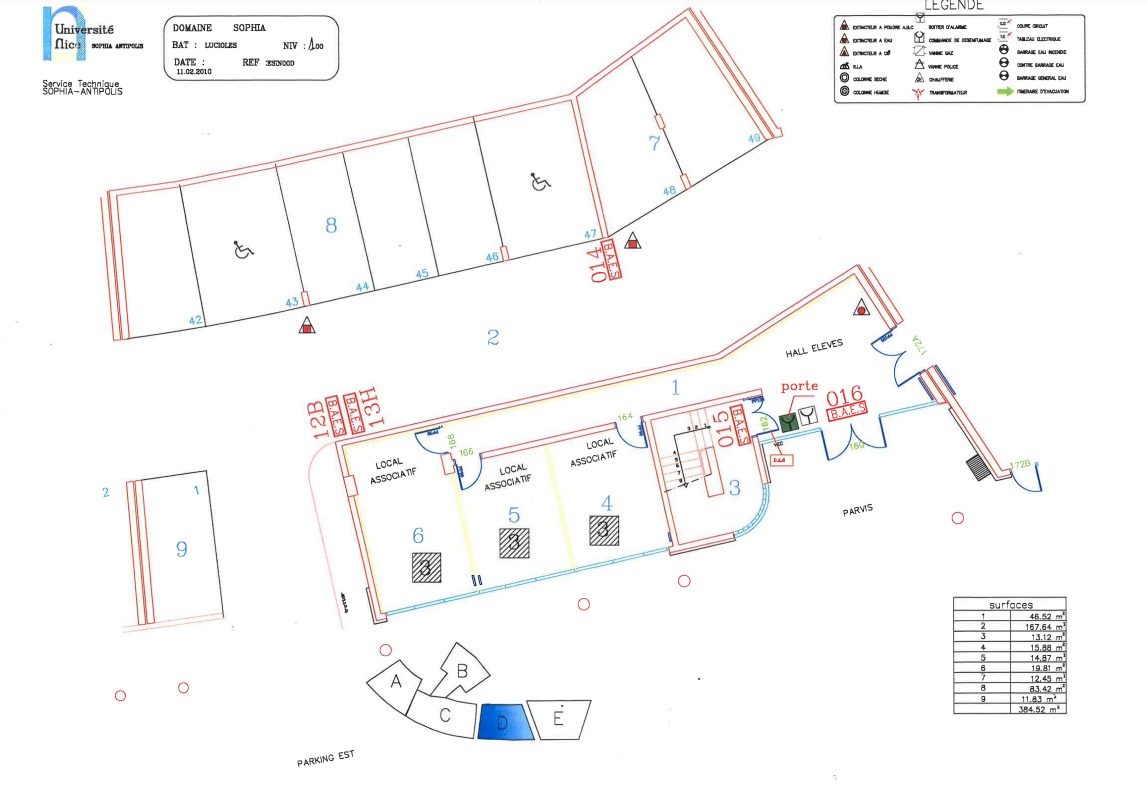 Université
Nice SOPHIA ANTIPOLIS
Service Technique
SOPHIA-ANTIPOLIS
DOMAINE SOPHIA
BAT : LUCIOLES NIV :
DATE : REF :
11.02.2010
LEGENDE
EXTINCTEUR A POUDRE A,B,C
EXTINCTEUR A EAU
R.I.A
COLONNE SECHE
COLONNE HUMIDE
BOITIER D'ALARME
COMMANDE DE DESENFUMAGE
VANNE GAZ
VANNE POLICE
CHAUFFERIE
TRANSFORMATEUR
COUPE CIRCUIT
TABLEAU ELECTRIQUE
BARRAGE EAU INCENDIE
CONTRE BARRAGE EAU
BARRAGE GENERAL EAU
ITINERAIRE D'EVACUATION
7
49
48
8
47
46
45
44
43
42
014
B.A.E.S
2
HALL ELEVES
172A
1
porte
016
B.A.E.S
12B
B.A.E.S
B.A.E.S
13H
015
B.A.E.S
162
160
164
168
166
LOCAL
ASSOCIATIF
LOCAL
ASSOCIATIF
LOCAL
ASSOCIATIF
3
6
3
5
3
4
3
172B
PARVIS
2
1
9
A
B
C
D
E
PARKING EST
surfaces
1 46.52 m²
2 167.64 m²
3 13.12 m²
4 15.88 m²
5 14.87 m²
6 19.81 m²
7 12.45 m²
8 83.42 m²
9 11.83 m²
384.52 m²